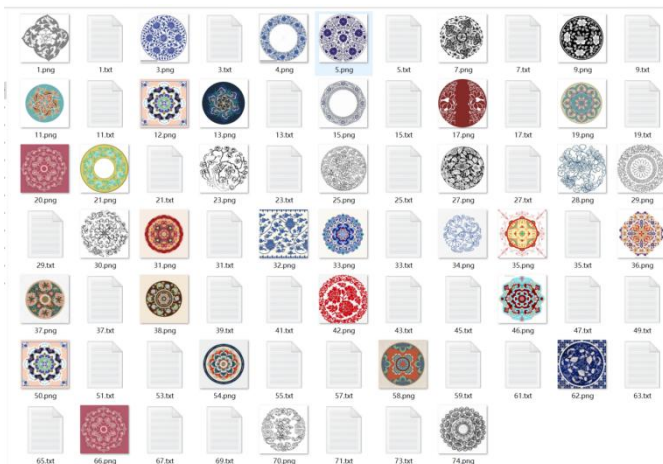 1.png 1.txt 3.png 3.txt 4.png 5.png 5.txt 7.png 7.txt 9.png 9.txt
11.png 11.txt 12.png 13.png 13.txt 15.png 15.txt 17.png 17.txt 19.png 19.txt
20.png 21.png 21.txt 23.png 23.txt 25.png 25.txt 27.png 27.txt 28.png 29.png
29.txt 30.png 31.png 31.txt 32.png 33.png 33.txt 34.png 35.png 35.txt 36.png
37.png 37.txt 38.png 39.txt 41.txt 42.png 43.txt 45.txt 46.png 47.txt 49.txt
50.png 51.txt 53.txt 54.png 55.txt 57.txt 58.png 59.txt 61.txt 62.png 63.txt
65.txt 66.png 67.txt 69.txt 70.png 71.txt 73.txt 74.png